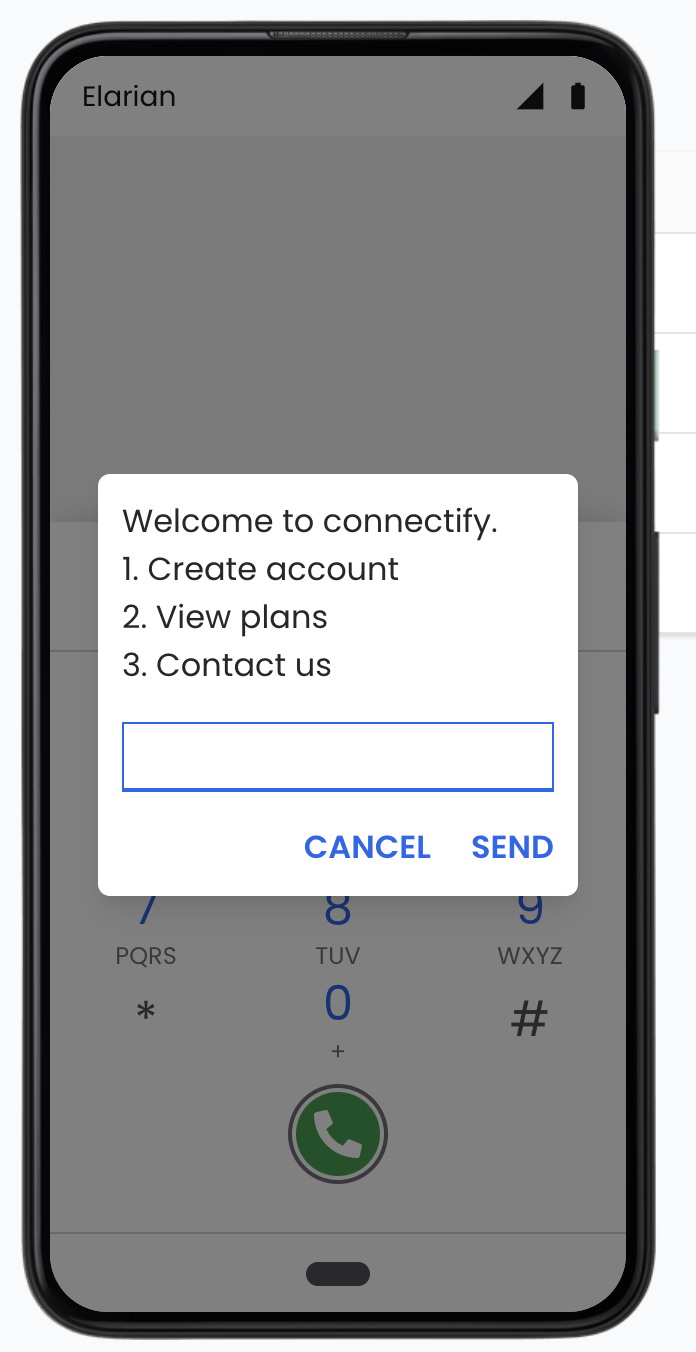 Elarian
Welcome to connectify.
1. Create account
2. View plans
3. Contact us
CANCEL SEND
7 8 9
PQRS TUV WXYZ
* 0 #
+